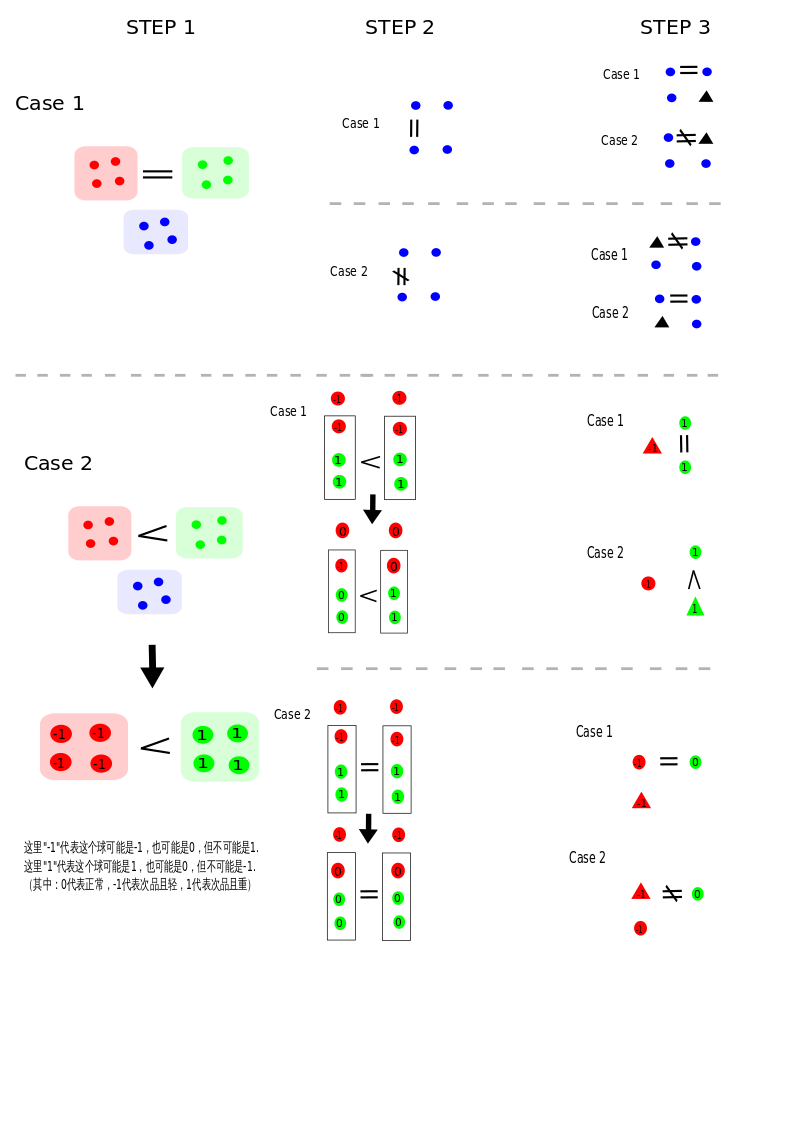 STEP 1
STEP 2
STEP 3
Case 1
Case 2
-1 -1 < 1 1
-1 -1 1 1
这里"-1"代表这个球可能是-1，也可能是0，但不可能是1.
这里"1"代表这个球可能是1，也可能是0，但不可能是-1.
（其中：0代表正常，-1代表次品且轻，1代表次品且重）
Case 1
Case 2
Case 1
-1 -1
-1 -1
1 < 1
1 1
0 0
-1 0
0 < 1
0 1
Case 2
-1 -1
-1 -1
1 = 1
1 1
-1 -1
0 0
0 = 0
0 0
Case 1
=
Case 2
≠
Case 1
≠
Case 2
=
Case 1
1
-1
1
Case 2
1
-1
1
Case 1
-1 = 0
-1
Case 2
-1 ≠ 0
-1